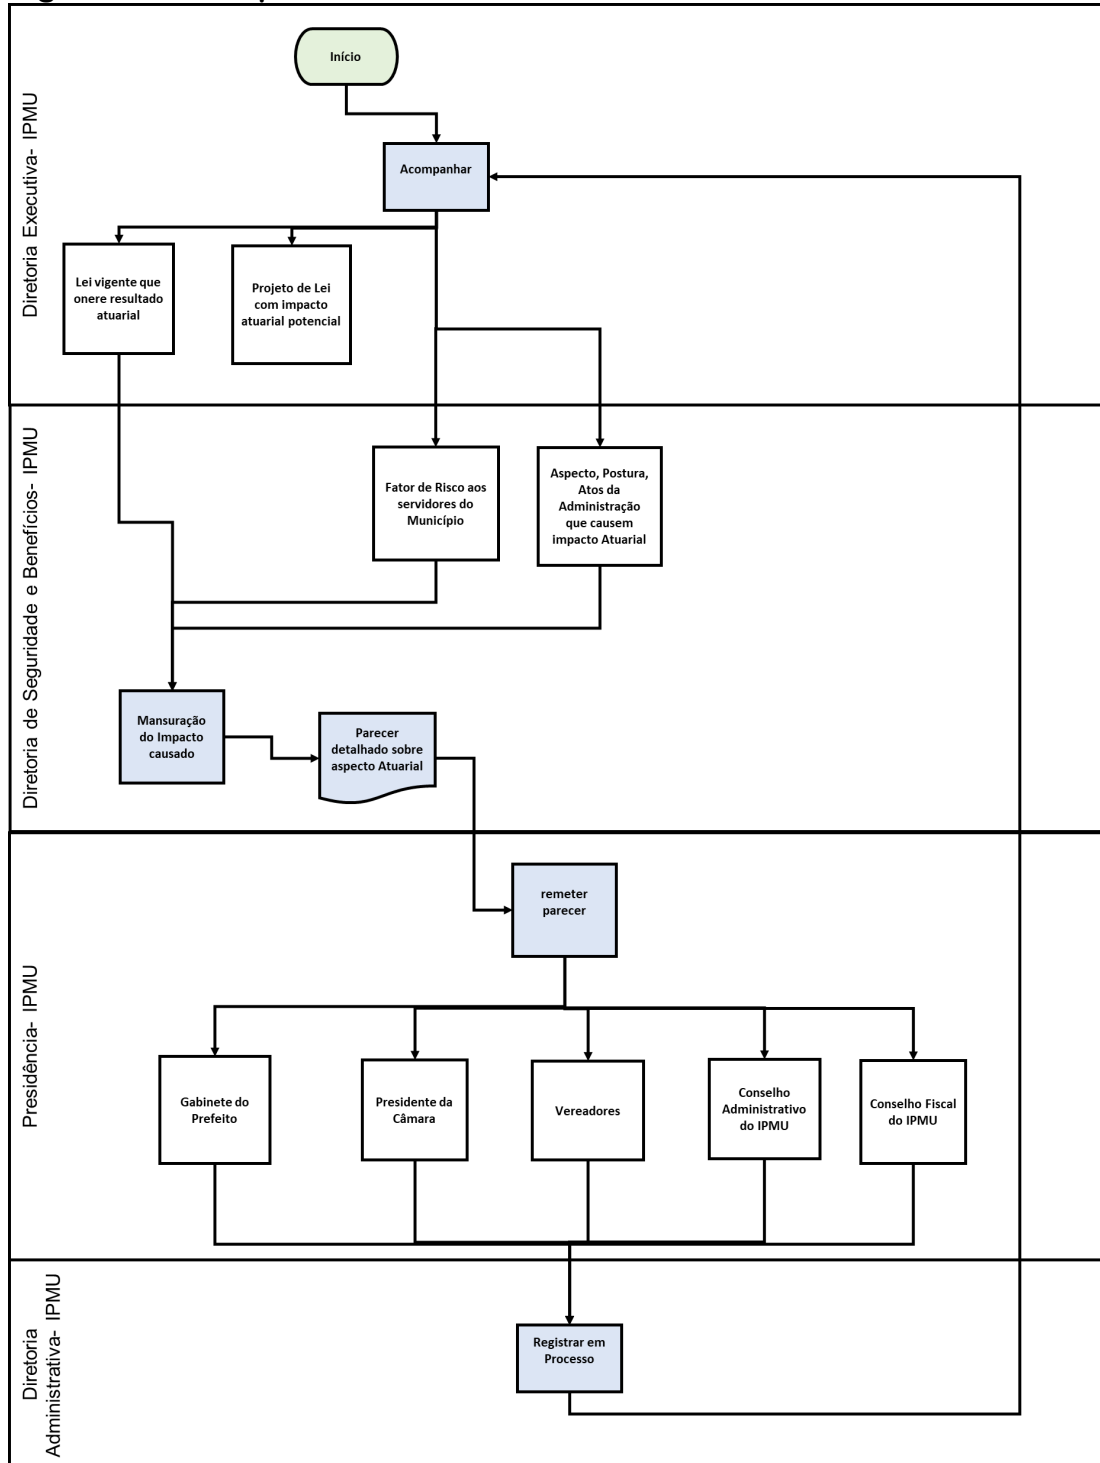 Início
Diretoria Executiva- IPMU
Acompanhar
Lei vigente que
onere resultado
atuarial
Projeto de Lei
com impacto
atuarial potencial
Diretoria de Seguridade e Benefícios- IPMU
Fator de Risco aos
servidores do
Município
Aspecto, Postura,
Atos da
Administração
que causem
impacto Atuarial
Mansuração
do Impacto
causado
Parecer
detalhado sobre
aspecto Atuarial
Presidência- IPMU
remeter
parecer
Gabinete do
Prefeito
Presidente da
Câmara
Vereadores
Conselho
Administrativo
do IPMU
Conselho Fiscal
do IPMU
Diretoria
Administrativa- IPMU
Registrar em
Processo